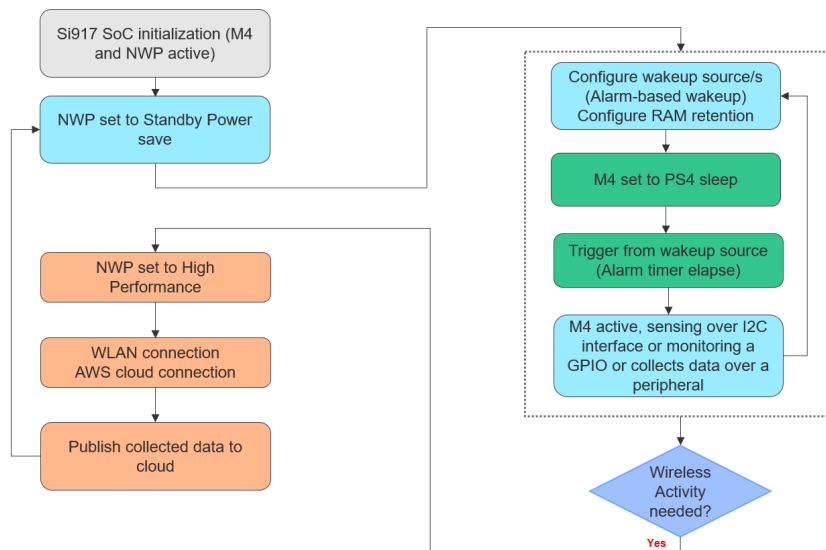 Si917 SoC initialization (M4
and NWP active)
NWP set to Standby Power
save
Configure wakeup source/s
(Alarm-based wakeup)
Configure RAM retention
M4 set to PS4 sleep
Trigger from wakeup source
(Alarm timer elapse)
M4 active, sensing over I2C
interface or monitoring a
GPIO or collects data over a
peripheral
Wireless
Activity
needed?
Yes
NWP set to High
Performance
WLAN connection
AWS cloud connection
Publish collected data to
cloud